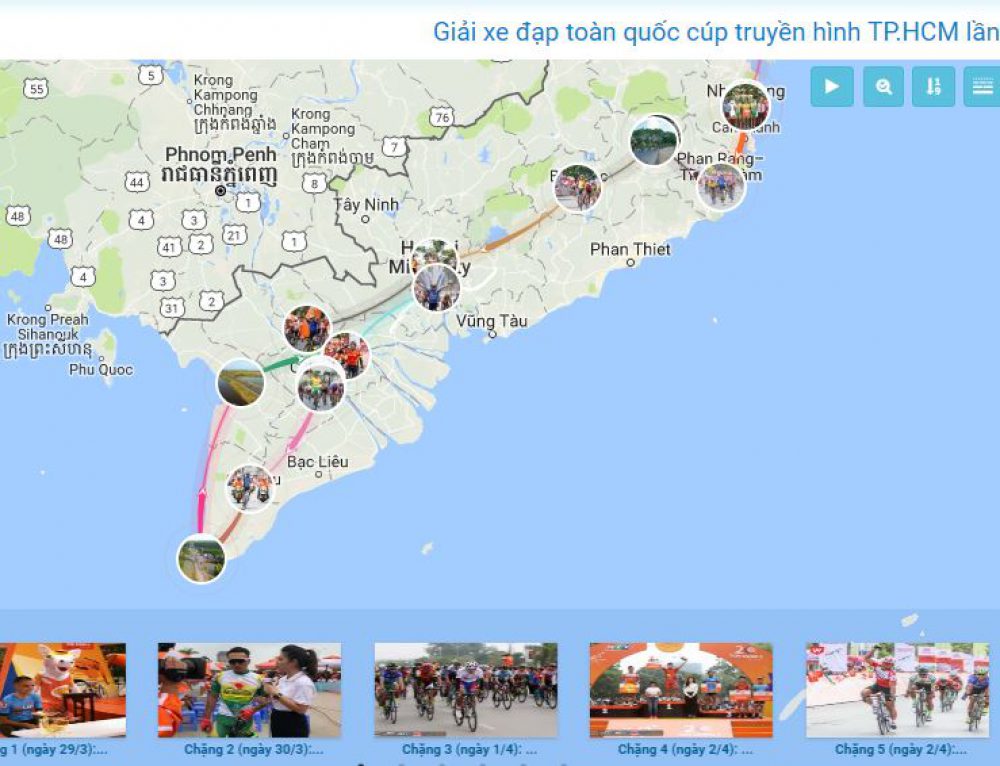 Giải xe đạp toàn quốc cúp truyền hình TP.HCM lần
55
5
Krong
Kampong
Chhnang
ក្រុងកំពង់ឆ្នាំង
Krong
Kampong
Cham
ក្រុងកំពង់ចាម
76
7
Phnom Penh
រាជធានីភ្នំពេញ
44
8
1
Tây Ninh
48
4
3
21
48
41
2
1
4
3
31
2
Phan Rang–
Phan Thiet
Vũng Tàu
Krong Preah
Sihanouk
ក្រុងព្រះសីហនុ
Phu Quoc
Bạc Liêu
g 1 (ngày 29/3):...
Chặng 2 (ngày 30/3):...
Chặng 3 (ngày 1/4): ...
Chặng 4 (ngày 2/4): ...
Chặng 5 (ngày 2/4):...